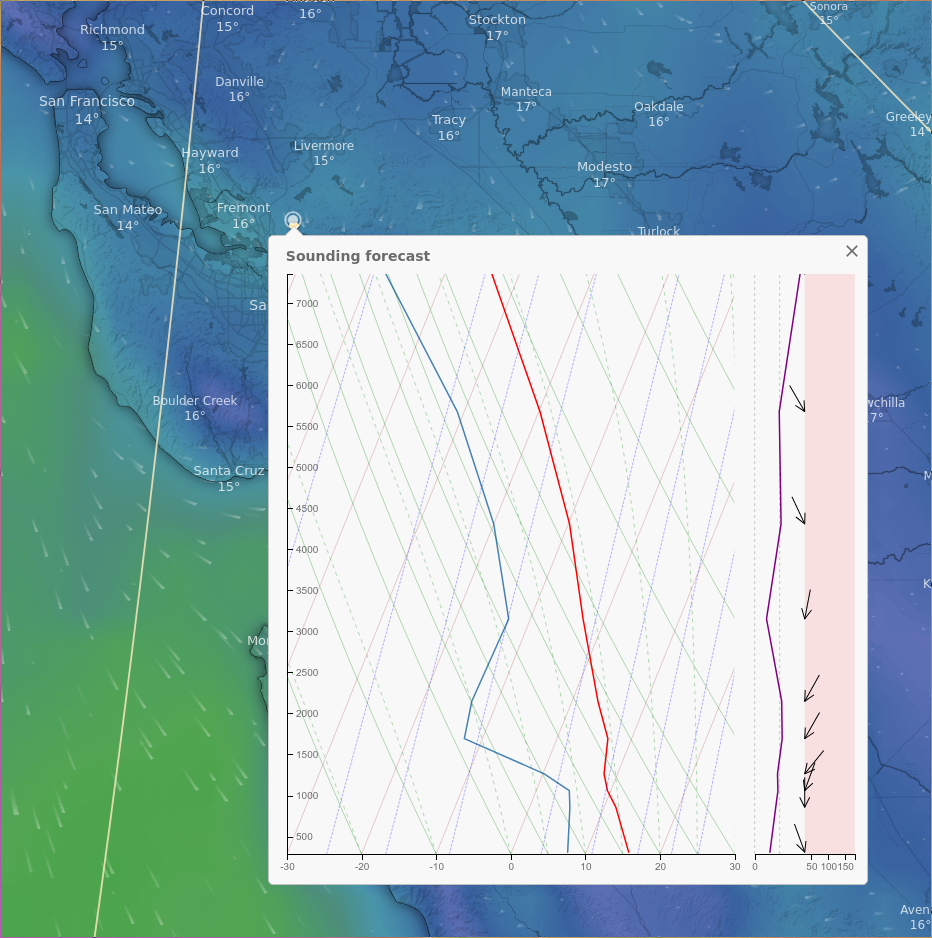 Concord
15°
16°
Stockton
17°
Sonora
15°
Richmond
15°
Danville
16°
San Francisco
14°
Manteca
17°
Oakdale
16°
Tracy
16°
Greeley
14
Hayward
16°
Livermore
15°
Modesto
17°
San Mateo
14°
Fremont
16°
Turlock
Sounding forecast
Sa
7000
6500
6000
5500
5000
4500
4000
3500
3000
2500
2000
1500
1000
500
-30
-20
-10
0
10
20
30
0
50
100
150
Boulder Creek
16°
wchilla
7°
Santa Cruz
15°
M
K
Mo
Aven
16°